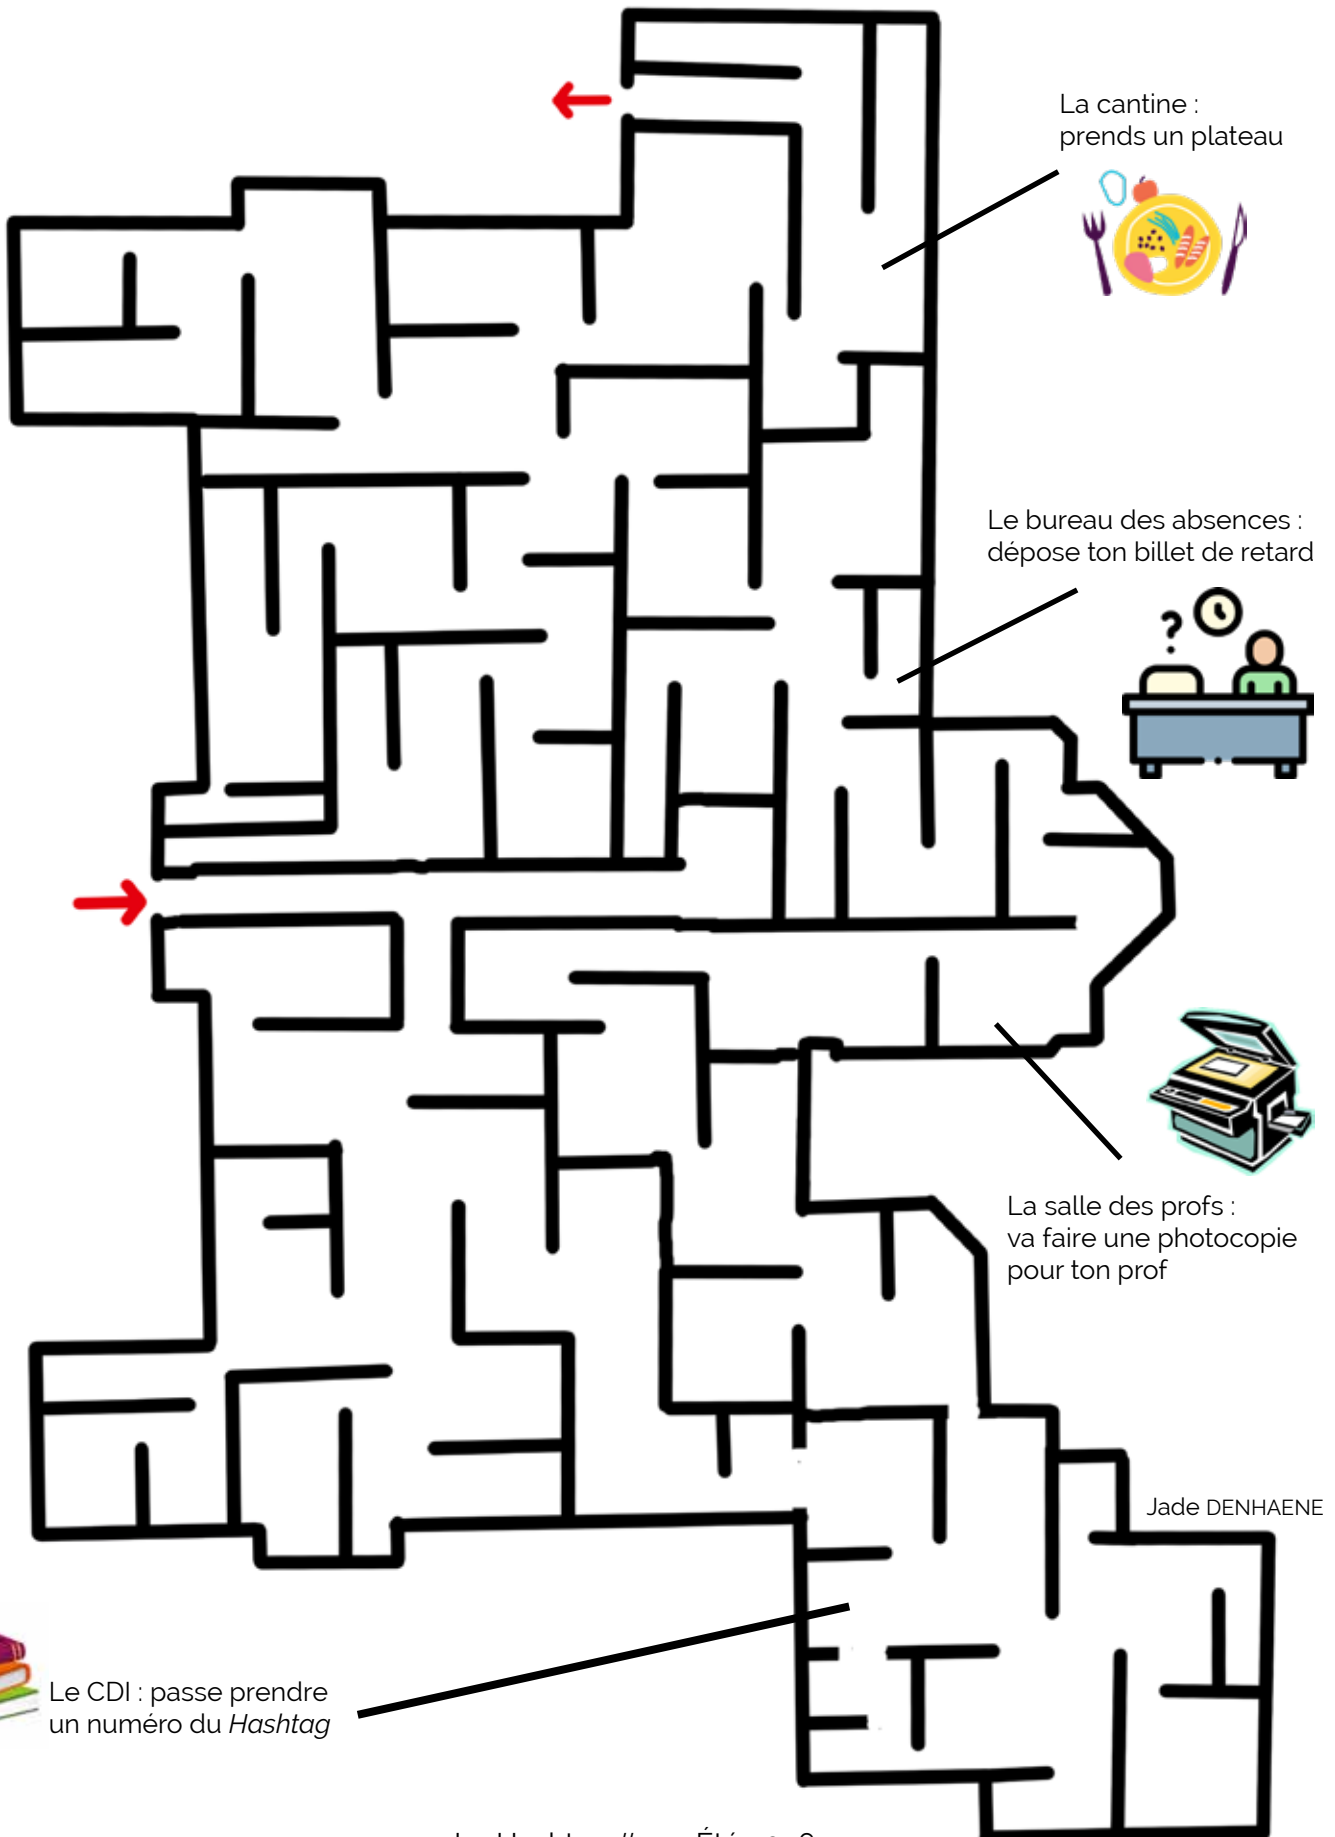 La cantine :
prends un plateau
Le bureau des absences :
dépose ton billet de retard
?
La salle des profs :
va faire une photocopie
pour ton prof
Jade DENHAENE
Le CDI : passe prendre
un numéro du Hashtag